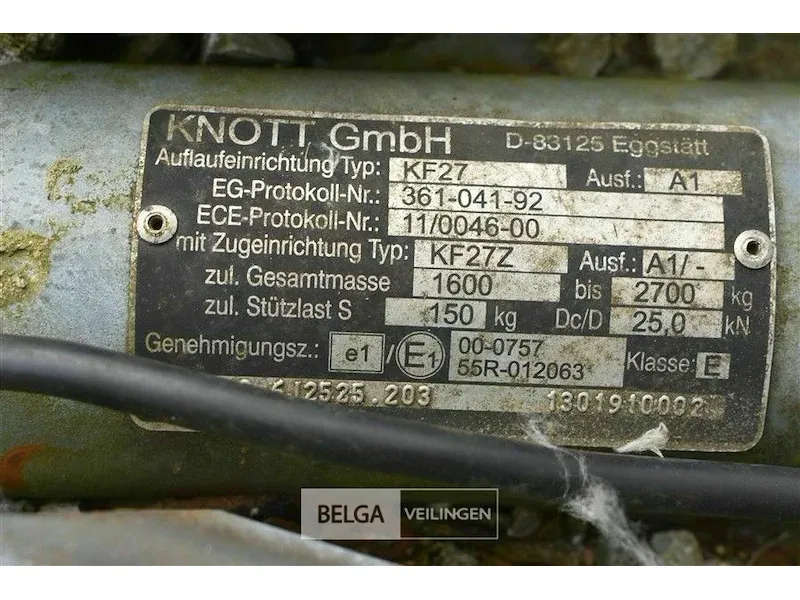 KNOTT GmbH D-83125 Eggstätt
Auflaufeinrichtung Typ: KF27 Ausf.: A1
EG-Protokoll-Nr.: 361-041-92
ECE-Protokoll-Nr.: 11/0046-00
mit Zugeinrichtung Typ: KF27Z Ausf.: A1/-
zul. Gesamtmasse 1600 bis 2700 kg
zul. Stützlast S 150 kg Dc/D 25,0 kN
Genehmigungsz.: e1 / E1 00-0757 Klasse: E
55R-012063
J2525.203 1301910002
BELGA VEILINGEN